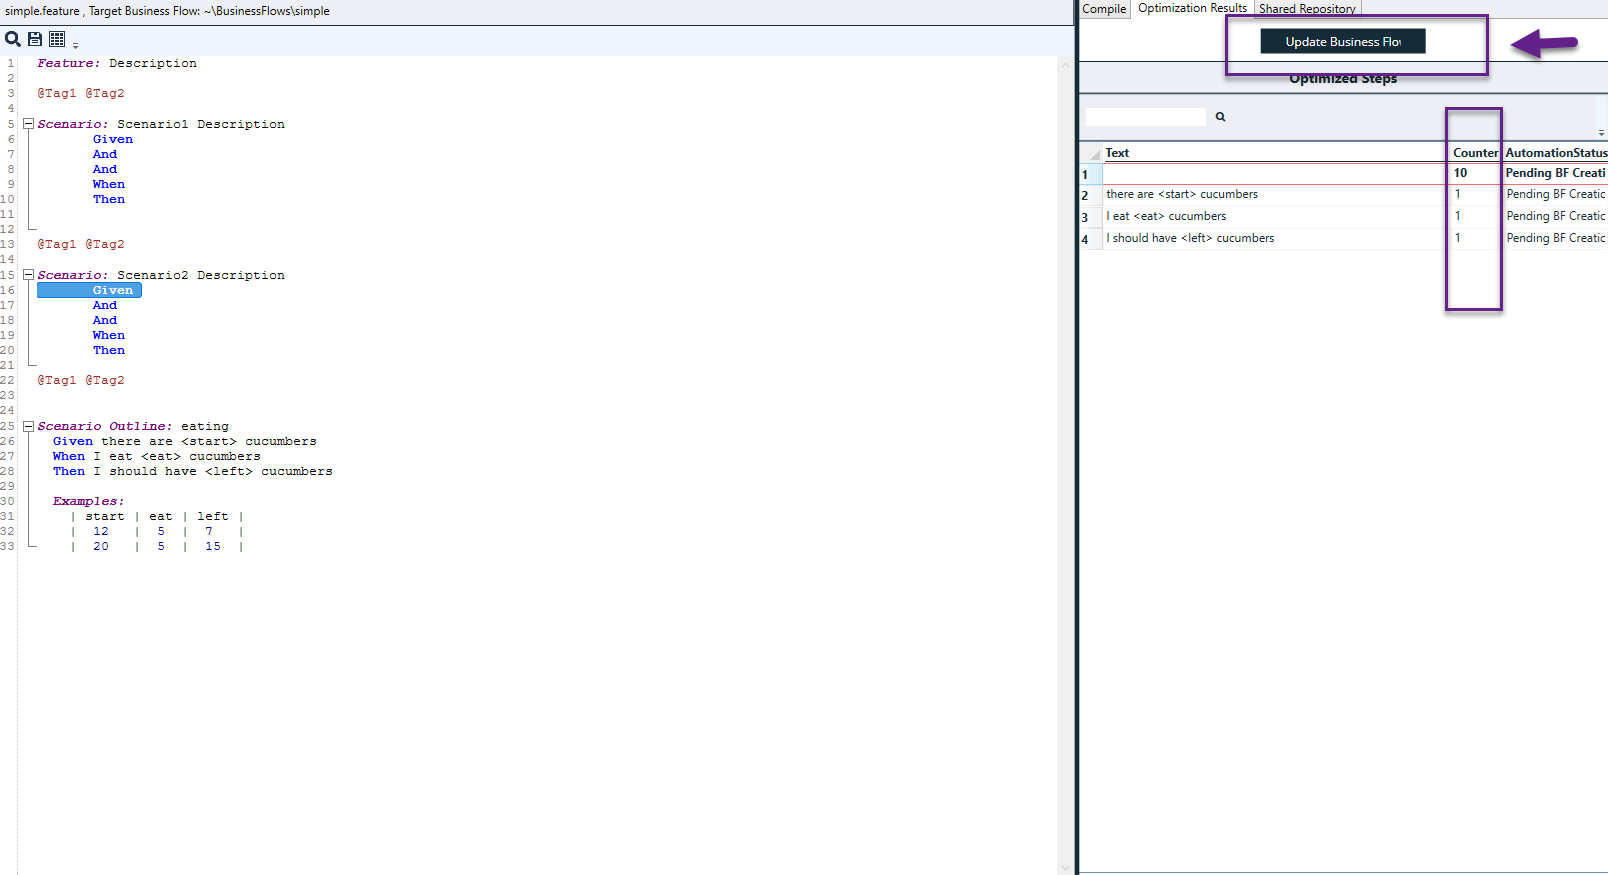 simple.feature , Target Business Flow: ~\BusinessFlows\simple
1 Feature: Description
2
3 @Tag1 @Tag2
4
5 Scenario: Scenario1 Description
6 Given
7 And
8 And
9 When
10 Then
11
12
13 @Tag1 @Tag2
14
15 Scenario: Scenario2 Description
16 Given
17 And
18 And
19 When
20 Then
21
22 @Tag1 @Tag2
23
24
25 Scenario Outline: eating
26 Given there are <start> cucumbers
27 When I eat <eat> cucumbers
28 Then I should have <left> cucumbers
29
30 Examples:
31 | start | eat | left |
32 | 12 | 5 | 7 |
33 | 20 | 5 | 15 |
Compile Optimization Results Shared Repository
Update Business Flo
Optimized Steps
Text Counter AutomationStatus
1 10 Pending BF Creati
2 there are <start> cucumbers 1 Pending BF Creatic
3 I eat <eat> cucumbers 1 Pending BF Creatic
4 I should have <left> cucumbers 1 Pending BF Creatic